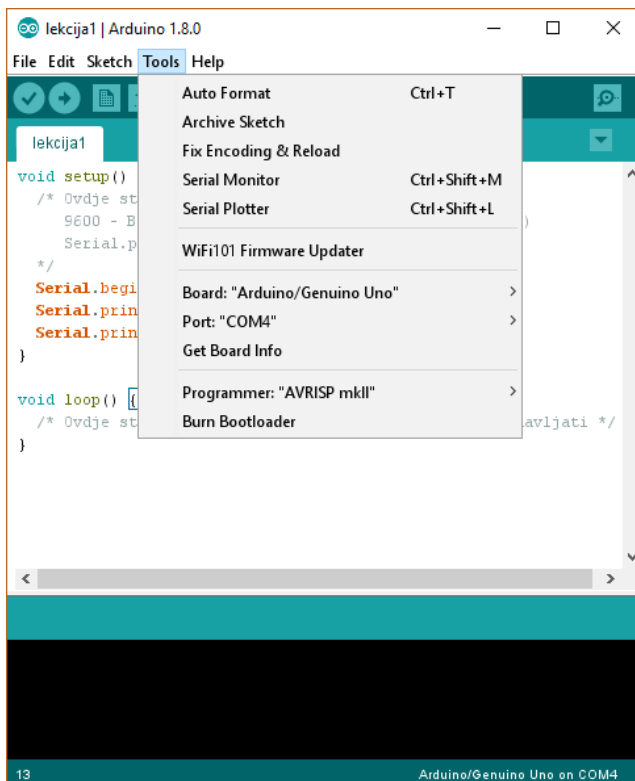 lekcija1 | Arduino 1.8.0
File Edit Sketch Tools Help
Auto Format Ctrl+T
Archive Sketch
Fix Encoding & Reload
Serial Monitor Ctrl+Shift+M
Serial Plotter Ctrl+Shift+L
WiFi101 Firmware Updater
Board: "Arduino/Genuino Uno"
Port: "COM4"
Get Board Info
Programmer: "AVRISP mkII"
Burn Bootloader
lekcija1
void setup()
/* Ovdje st
9600 - B )
Serial.p
*/
Serial.begi
Serial.prin
Serial.prin
}
void loop() {
/* Ovdje st avljati */
}
13 Arduino/Genuino Uno on COM4